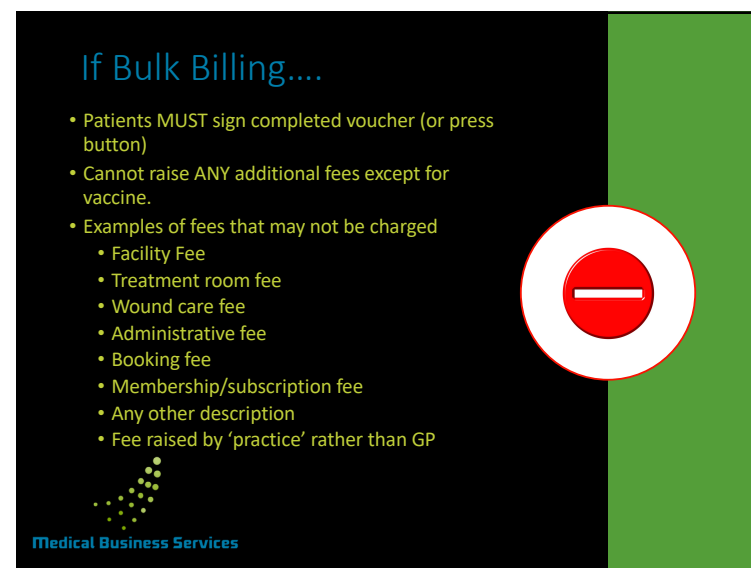 If Bulk Billing....
• Patients MUST sign completed voucher (or press
button)
• Cannot raise ANY additional fees except for
vaccine.
• Examples of fees that may not be charged
• Facility Fee
• Treatment room fee
• Wound care fee
• Administrative fee
• Booking fee
• Membership/subscription fee
• Any other description
• Fee raised by ‘practice’ rather than GP
Medical Business Services